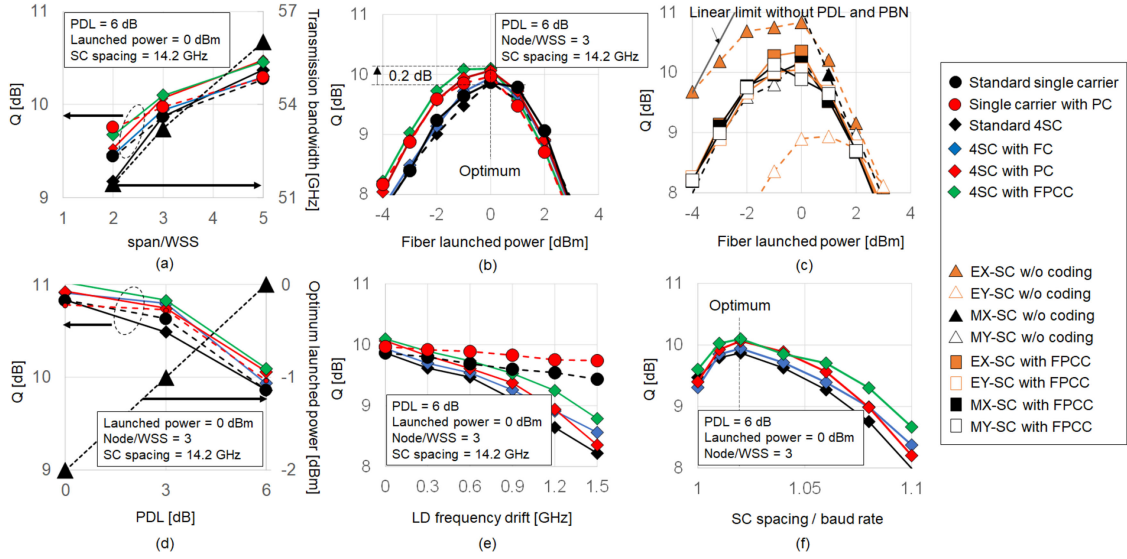 11
10
9
Q [dB]
PDL = 6 dB
Launched power = 0 dBm
SC spacing = 14.2 GHz
57
54
51
Transmission bandwidth [GHz]
1
2
3
4
5
span/WSS
(a)
11
10
9
8
Q [dB]
0.2 dB
PDL = 6 dB
Node/WSS = 3
SC spacing = 14.2 GHz
Optimum
-4
-2
0
2
4
Fiber launched power [dBm]
(b)
Linear limit without PDL and PBN
10
9
8
Q [dB]
-4
-2
0
2
4
Fiber launched power [dBm]
(c)
Standard single carrier
Single carrier with PC
Standard 4SC
4SC with FC
4SC with PC
4SC with FPCC
EX-SC w/o coding
EY-SC w/o coding
MX-SC w/o coding
MY-SC w/o coding
EX-SC with FPCC
EY-SC with FPCC
MX-SC with FPCC
MY-SC with FPCC
11
10
9
Q [dB]
Launched power = 0 dBm
Node/WSS = 3
SC spacing = 14.2 GHz
0
-1
-2
Optimum launched power [dBm]
0
3
6
PDL [dB]
(d)
11
10
9
8
Q [dB]
PDL = 6 dB
Launched power = 0 dBm
Node/WSS = 3
SC spacing = 14.2 GHz
0
0.3
0.6
0.9
1.2
1.5
LD frequency drift [GHz]
(e)
11
10
9
8
Q [dB]
Optimum
PDL = 6 dB
Launched power = 0 dBm
Node/WSS = 3
1
1.05
1.1
SC spacing / baud rate
(f)